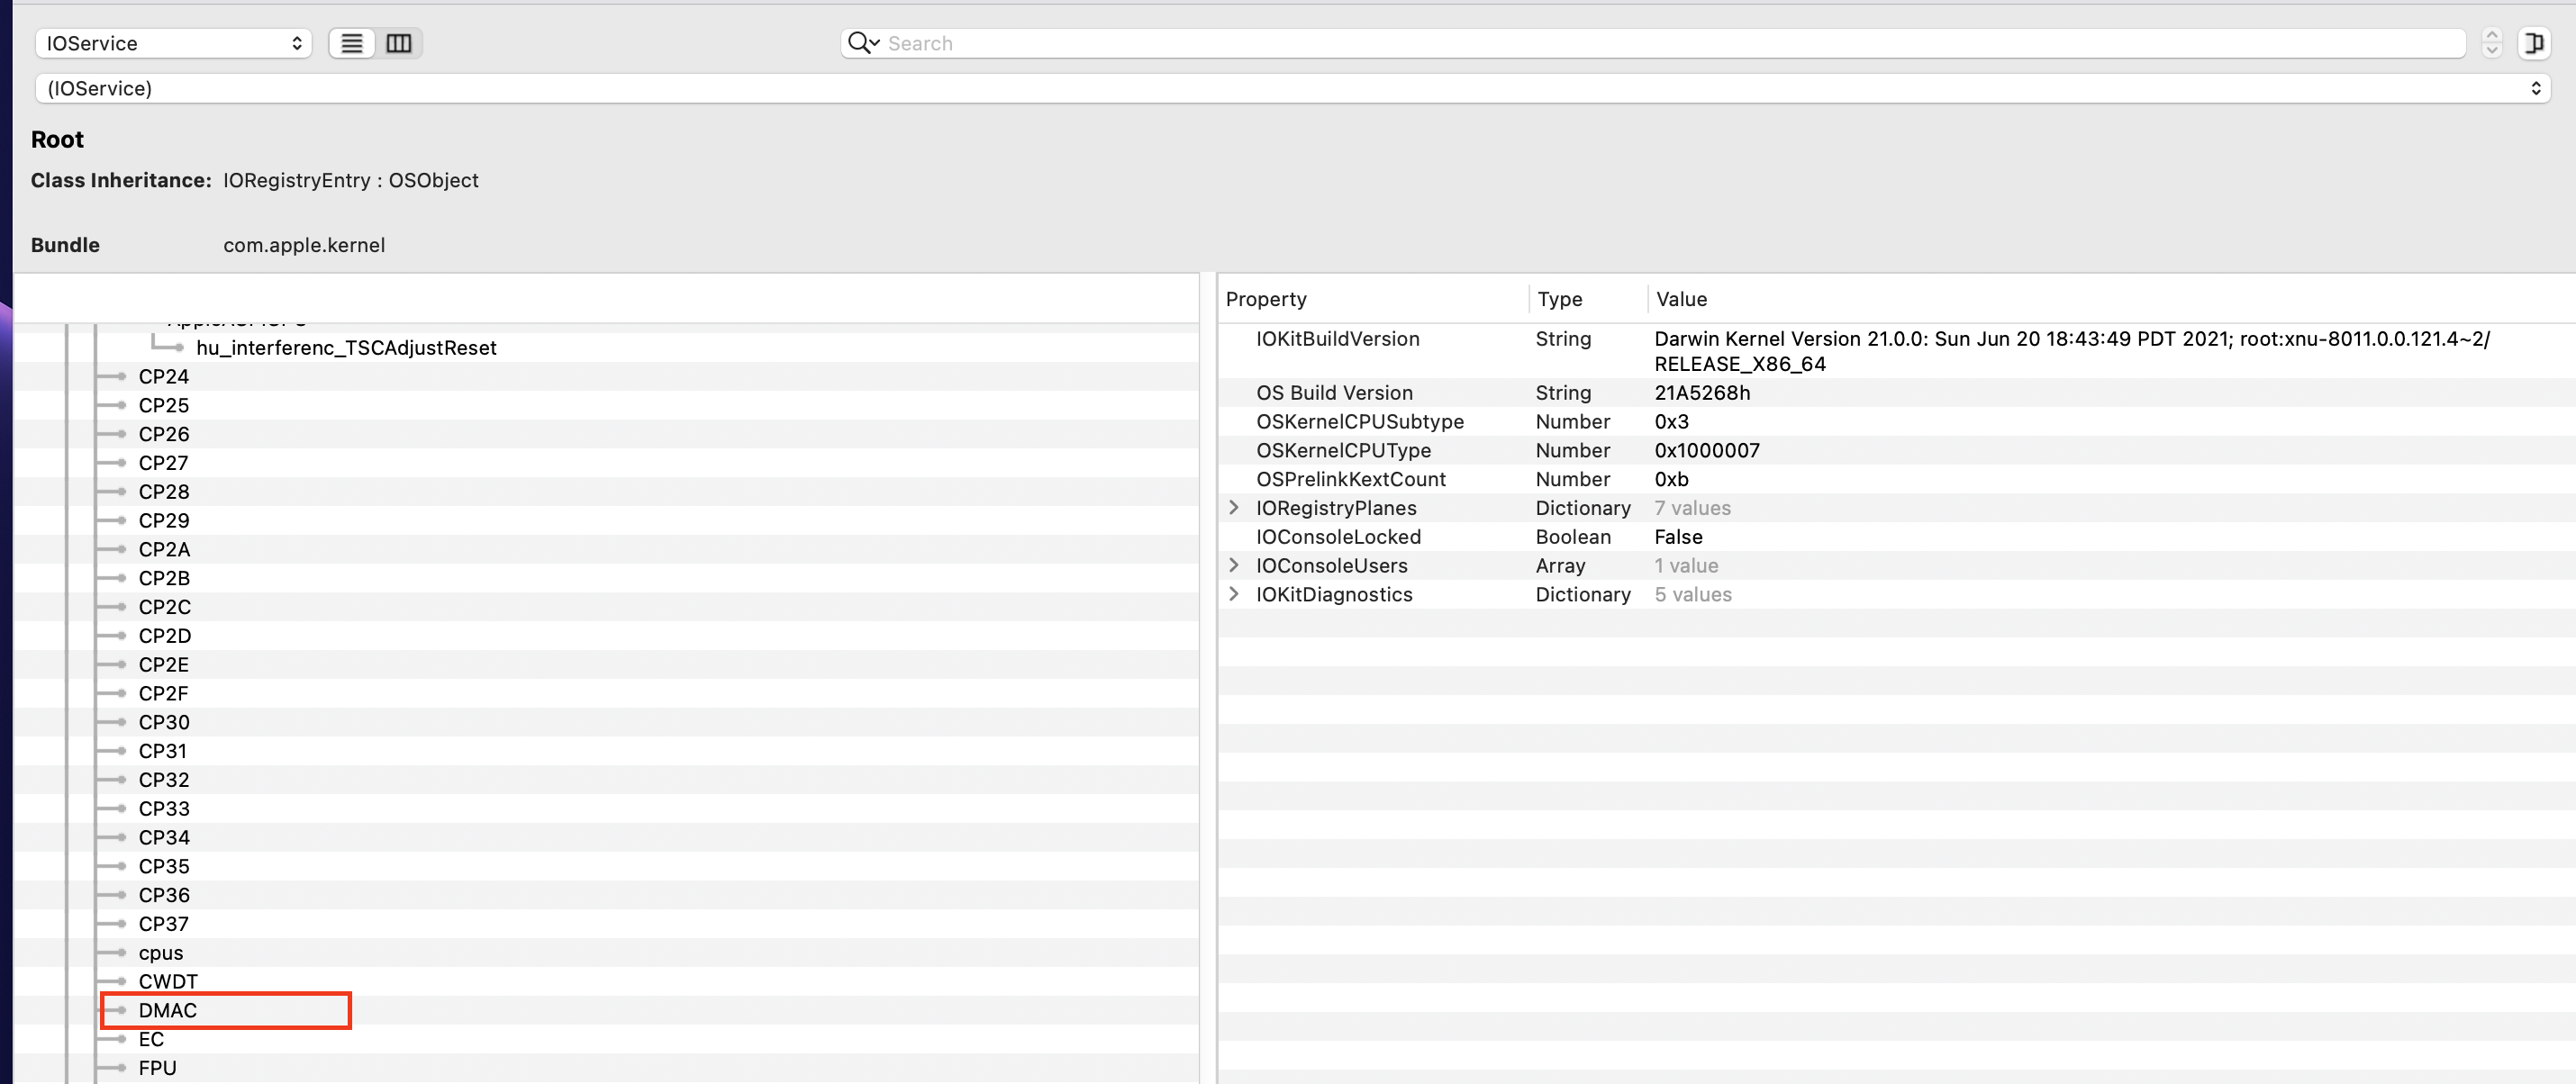 IOService
Search
(IOService)
Root
Class Inheritance: IORegistryEntry : OSObject
Bundle com.apple.kernel
hu_interferenc_TSCAdjustReset
CP24
CP25
CP26
CP27
CP28
CP29
CP2A
CP2B
CP2C
CP2D
CP2E
CP2F
CP30
CP31
CP32
CP33
CP34
CP35
CP36
CP37
cpus
CWDT
DMAC
EC
FPU
Property Type Value
IOKitBuildVersion String Darwin Kernel Version 21.0.0: Sun Jun 20 18:43:49 PDT 2021; root:xnu-8011.0.0.121.4~2/
RELEASE_X86_64
OS Build Version String 21A5268h
OSKernelCPUSubtype Number 0x3
OSKernelCPUType Number 0x1000007
OSPrelinkKextCount Number 0xb
IORegistryPlanes Dictionary 7 values
IOConsoleLocked Boolean False
IOConsoleUsers Array 1 value
IOKitDiagnostics Dictionary 5 values